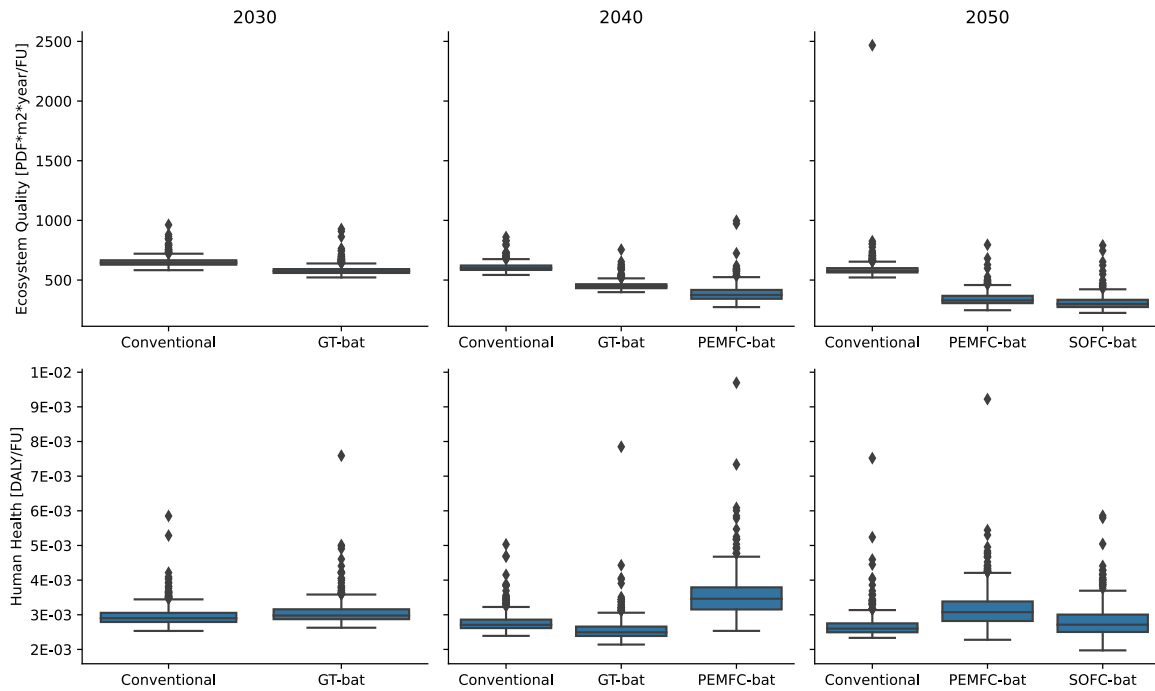 2030 2040 2050
Ecosystem Quality [PDF*m2*year/FU]
2500
2000
1500
1000
500
Conventional GT-bat Conventional GT-bat PEMFC-bat Conventional PEMFC-bat SOFC-bat
Human Health [DALY/FU]
1E-02
9E-03
8E-03
7E-03
6E-03
5E-03
4E-03
3E-03
2E-03
Conventional GT-bat Conventional GT-bat PEMFC-bat Conventional PEMFC-bat SOFC-bat